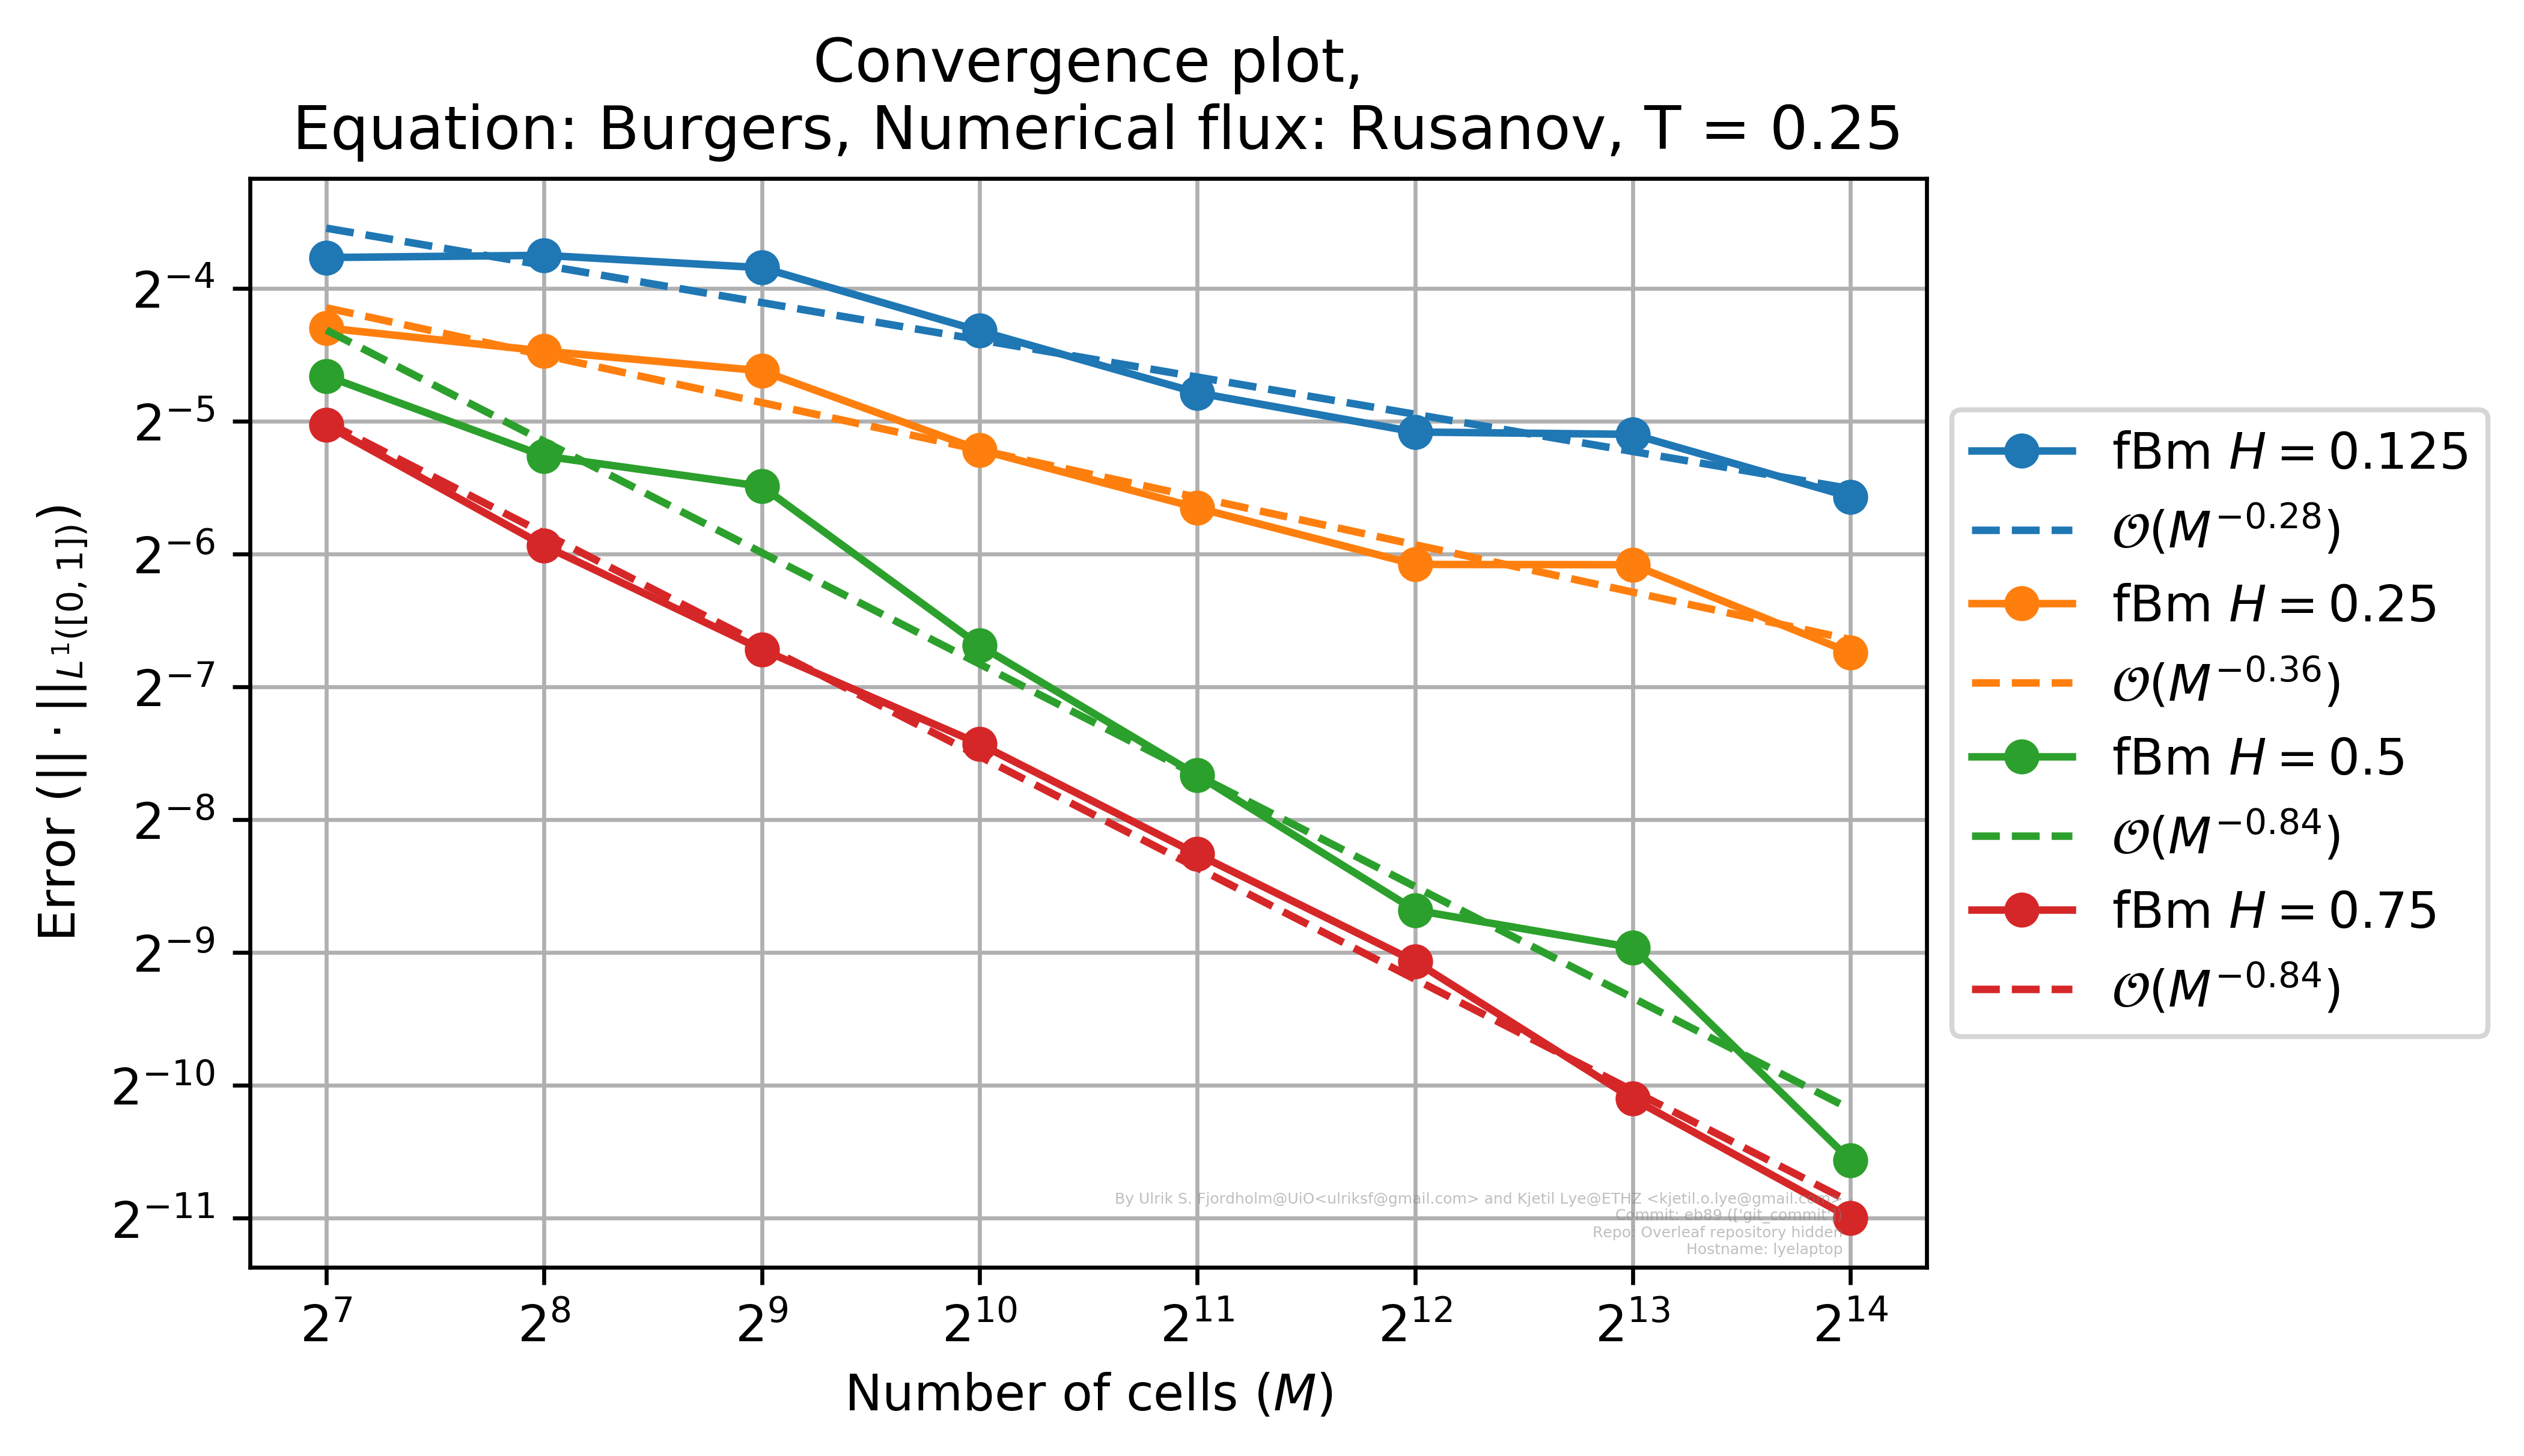 Convergence plot,
Equation: Burgers, Numerical flux: Rusanov, T = 0.25
Error (|| · ||_{L^1([0, 1])})
2^{−4}
2^{−5}
2^{−6}
2^{−7}
2^{−8}
2^{−9}
2^{−10}
2^{−11}
fBm H = 0.125
𝒪(M^{−0.28})
fBm H = 0.25
𝒪(M^{−0.36})
fBm H = 0.5
𝒪(M^{−0.84})
fBm H = 0.75
𝒪(M^{−0.84})
By Ulrik S. Fjordholm@UiO<ulriksf@gmail.com> and Kjetil Lye@ETHZ <kjetil.o.lye@gmail.com>
Commit: eb89 (['git_commit'])
Repo: Overleaf repository hidden
Hostname: lyelaptop
2^7 2^8 2^9 2^{10} 2^{11} 2^{12} 2^{13} 2^{14}
Number of cells (M)